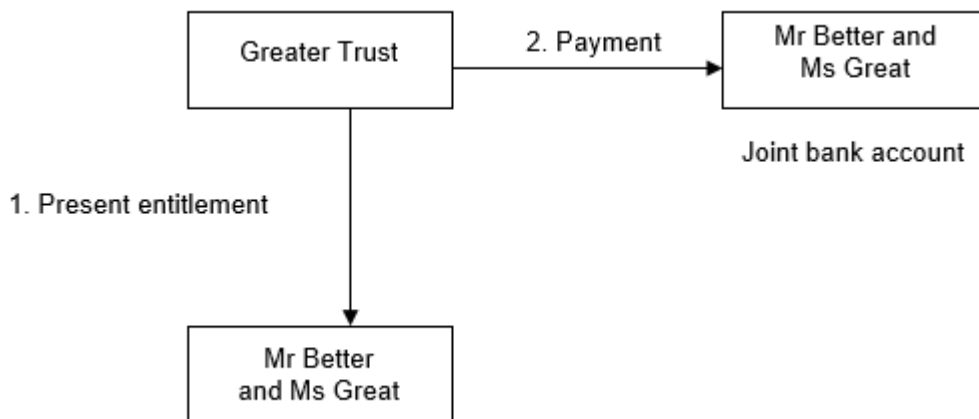 Greater Trust
2. Payment
Mr Better and
Ms Great
Joint bank account
1. Present entitlement
Mr Better
and Ms Great